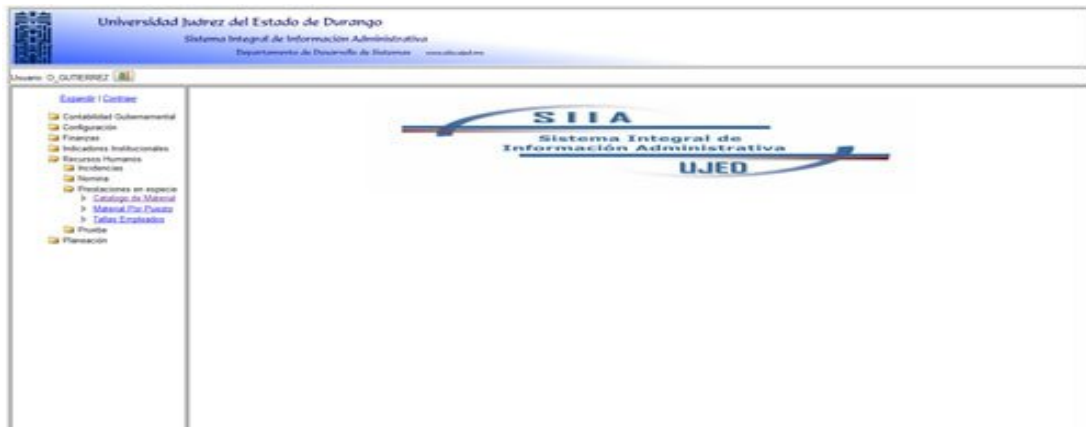 Universidad Juárez del Estado de Durango
Sistema Integral de Información Administrativa
Departamento de Desarrollo de Sistemas
Usuario: O_GUTIERREZ
Expandir | Contraer
Contabilidad Gubernamental
Configuración
Finanzas
Indicadores Institucionales
Recursos Humanos
Incidencias
Nomina
Prestaciones en especie
Catalogo de Material
Material Por Puesto
Tallas Empleados
Prueba
Planeación
SIIA
Sistema Integral de
Información Administrativa
UJED